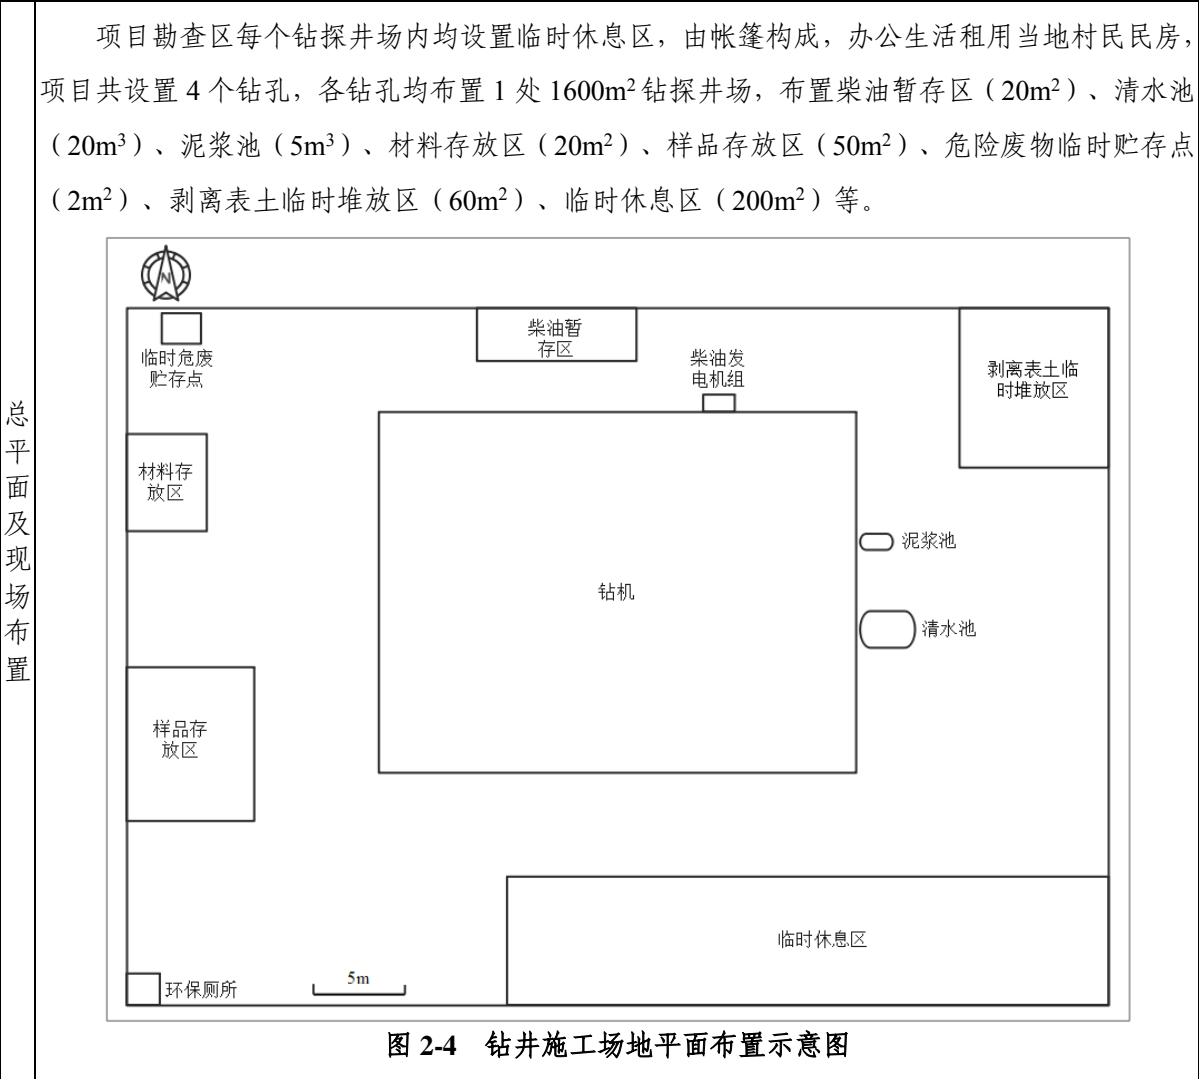 项目勘查区每个钻探井场内均设置临时休息区，由帐篷构成，办公生活租用当地村民民房，
项目共设置 4 个钻孔，各钻孔均布置 1 处 1600m²钻探井场，布置柴油暂存区（20m²）、清水池
（20m³）、泥浆池（5m³）、材料存放区（20m²）、样品存放区（50m²）、危险废物临时贮存点
（2m²）、剥离表土临时堆放区（60m²）、临时休息区（200m²）等。
总
平
面
及
现
场
布
置
N
临时危废
贮存点
柴油暂
存区
柴油发
电机组
剥离表土临
时堆放区
材料存
放区
泥浆池
钻机
清水池
样品存
放区
临时休息区
环保厕所
5m
图 2-4 钻井施工场地平面布置示意图